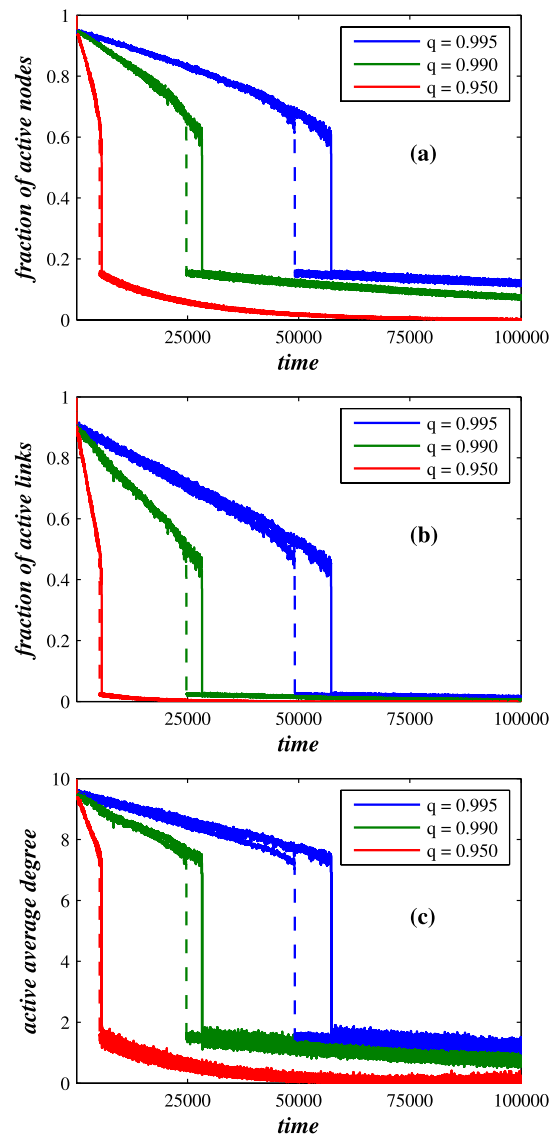 1
0.8
0.6
0.4
0.2
0
fraction of active nodes
q = 0.995
q = 0.990
q = 0.950
(a)
25000 50000 75000 100000
time
1
0.8
0.6
0.4
0.2
0
fraction of active links
q = 0.995
q = 0.990
q = 0.950
(b)
25000 50000 75000 100000
time
10
8
6
4
2
0
active average degree
q = 0.995
q = 0.990
q = 0.950
(c)
25000 50000 75000 100000
time